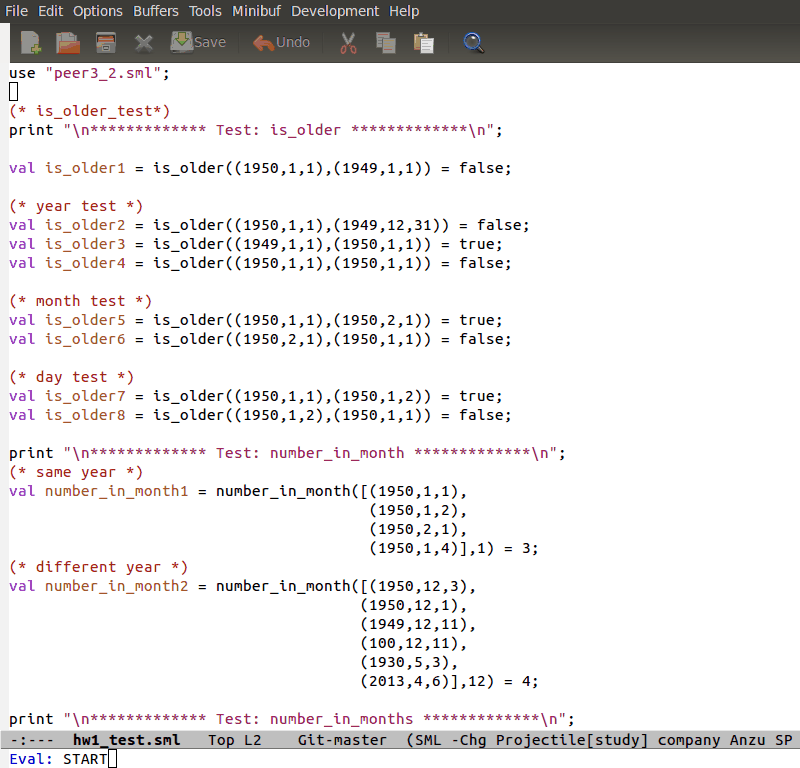 File Edit Options Buffers Tools Minibuf Development Help
Save Undo
use "peer3_2.sml";
(* is_older_test*)
print "\n************* Test: is_older *************\n";
val is_older1 = is_older((1950,1,1),(1949,1,1)) = false;
(* year test *)
val is_older2 = is_older((1950,1,1),(1949,12,31)) = false;
val is_older3 = is_older((1949,1,1),(1950,1,1)) = true;
val is_older4 = is_older((1950,1,1),(1950,1,1)) = false;
(* month test *)
val is_older5 = is_older((1950,1,1),(1950,2,1)) = true;
val is_older6 = is_older((1950,2,1),(1950,1,1)) = false;
(* day test *)
val is_older7 = is_older((1950,1,1),(1950,1,2)) = true;
val is_older8 = is_older((1950,1,2),(1950,1,1)) = false;
print "\n************* Test: number_in_month *************\n";
(* same year *)
val number_in_month1 = number_in_month([(1950,1,1),
(1950,1,2),
(1950,2,1),
(1950,1,4)],1) = 3;
(* different year *)
val number_in_month2 = number_in_month([(1950,12,3),
(1950,12,1),
(1949,12,11),
(100,12,11),
(1930,5,3),
(2013,4,6)],12) = 4;
print "\n************* Test: number_in_months *************\n";
-:--- hw1_test.sml Top L2 Git-master (SML -Chg Projectile[study] company Anzu SP
Eval: START